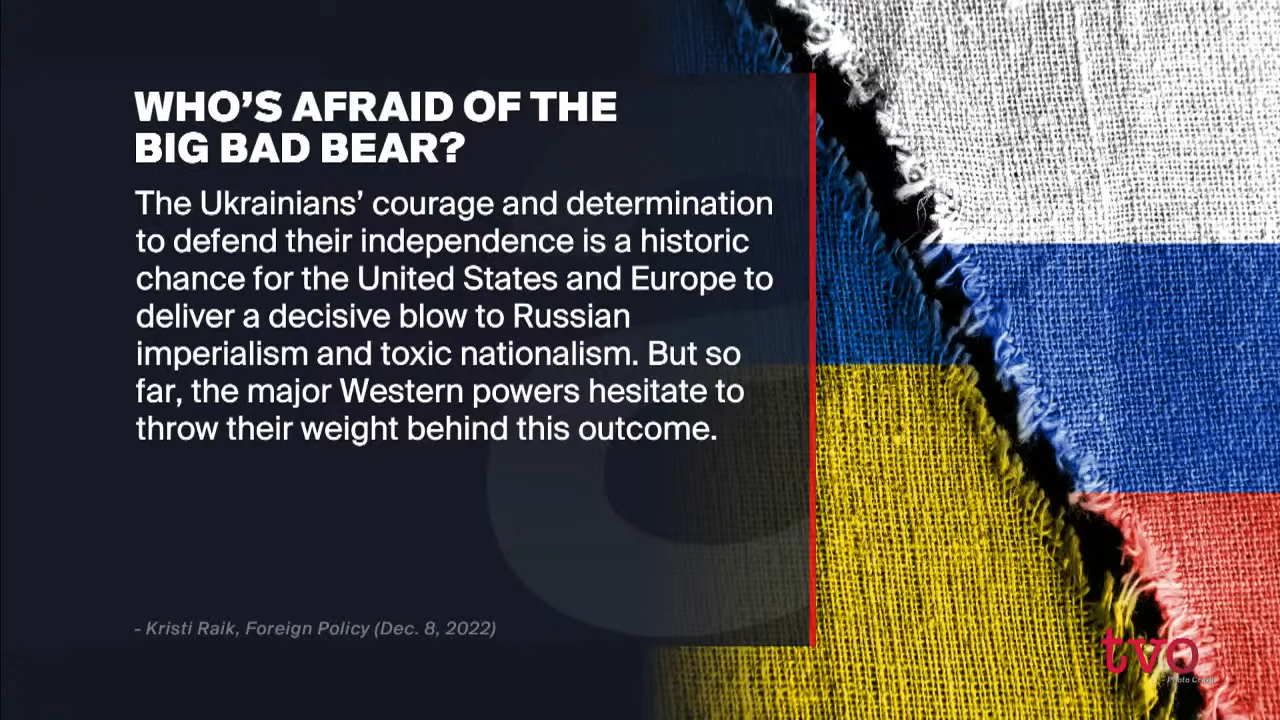 WHO'S AFRAID OF THE
BIG BAD BEAR?
The Ukrainians' courage and determination
to defend their independence is a historic
chance for the United States and Europe to
deliver a decisive blow to Russian
imperialism and toxic nationalism. But so
far, the major Western powers hesitate to
throw their weight behind this outcome.
- Kristi Raik, Foreign Policy (Dec. 8, 2022)
tvo
- Photo Credit